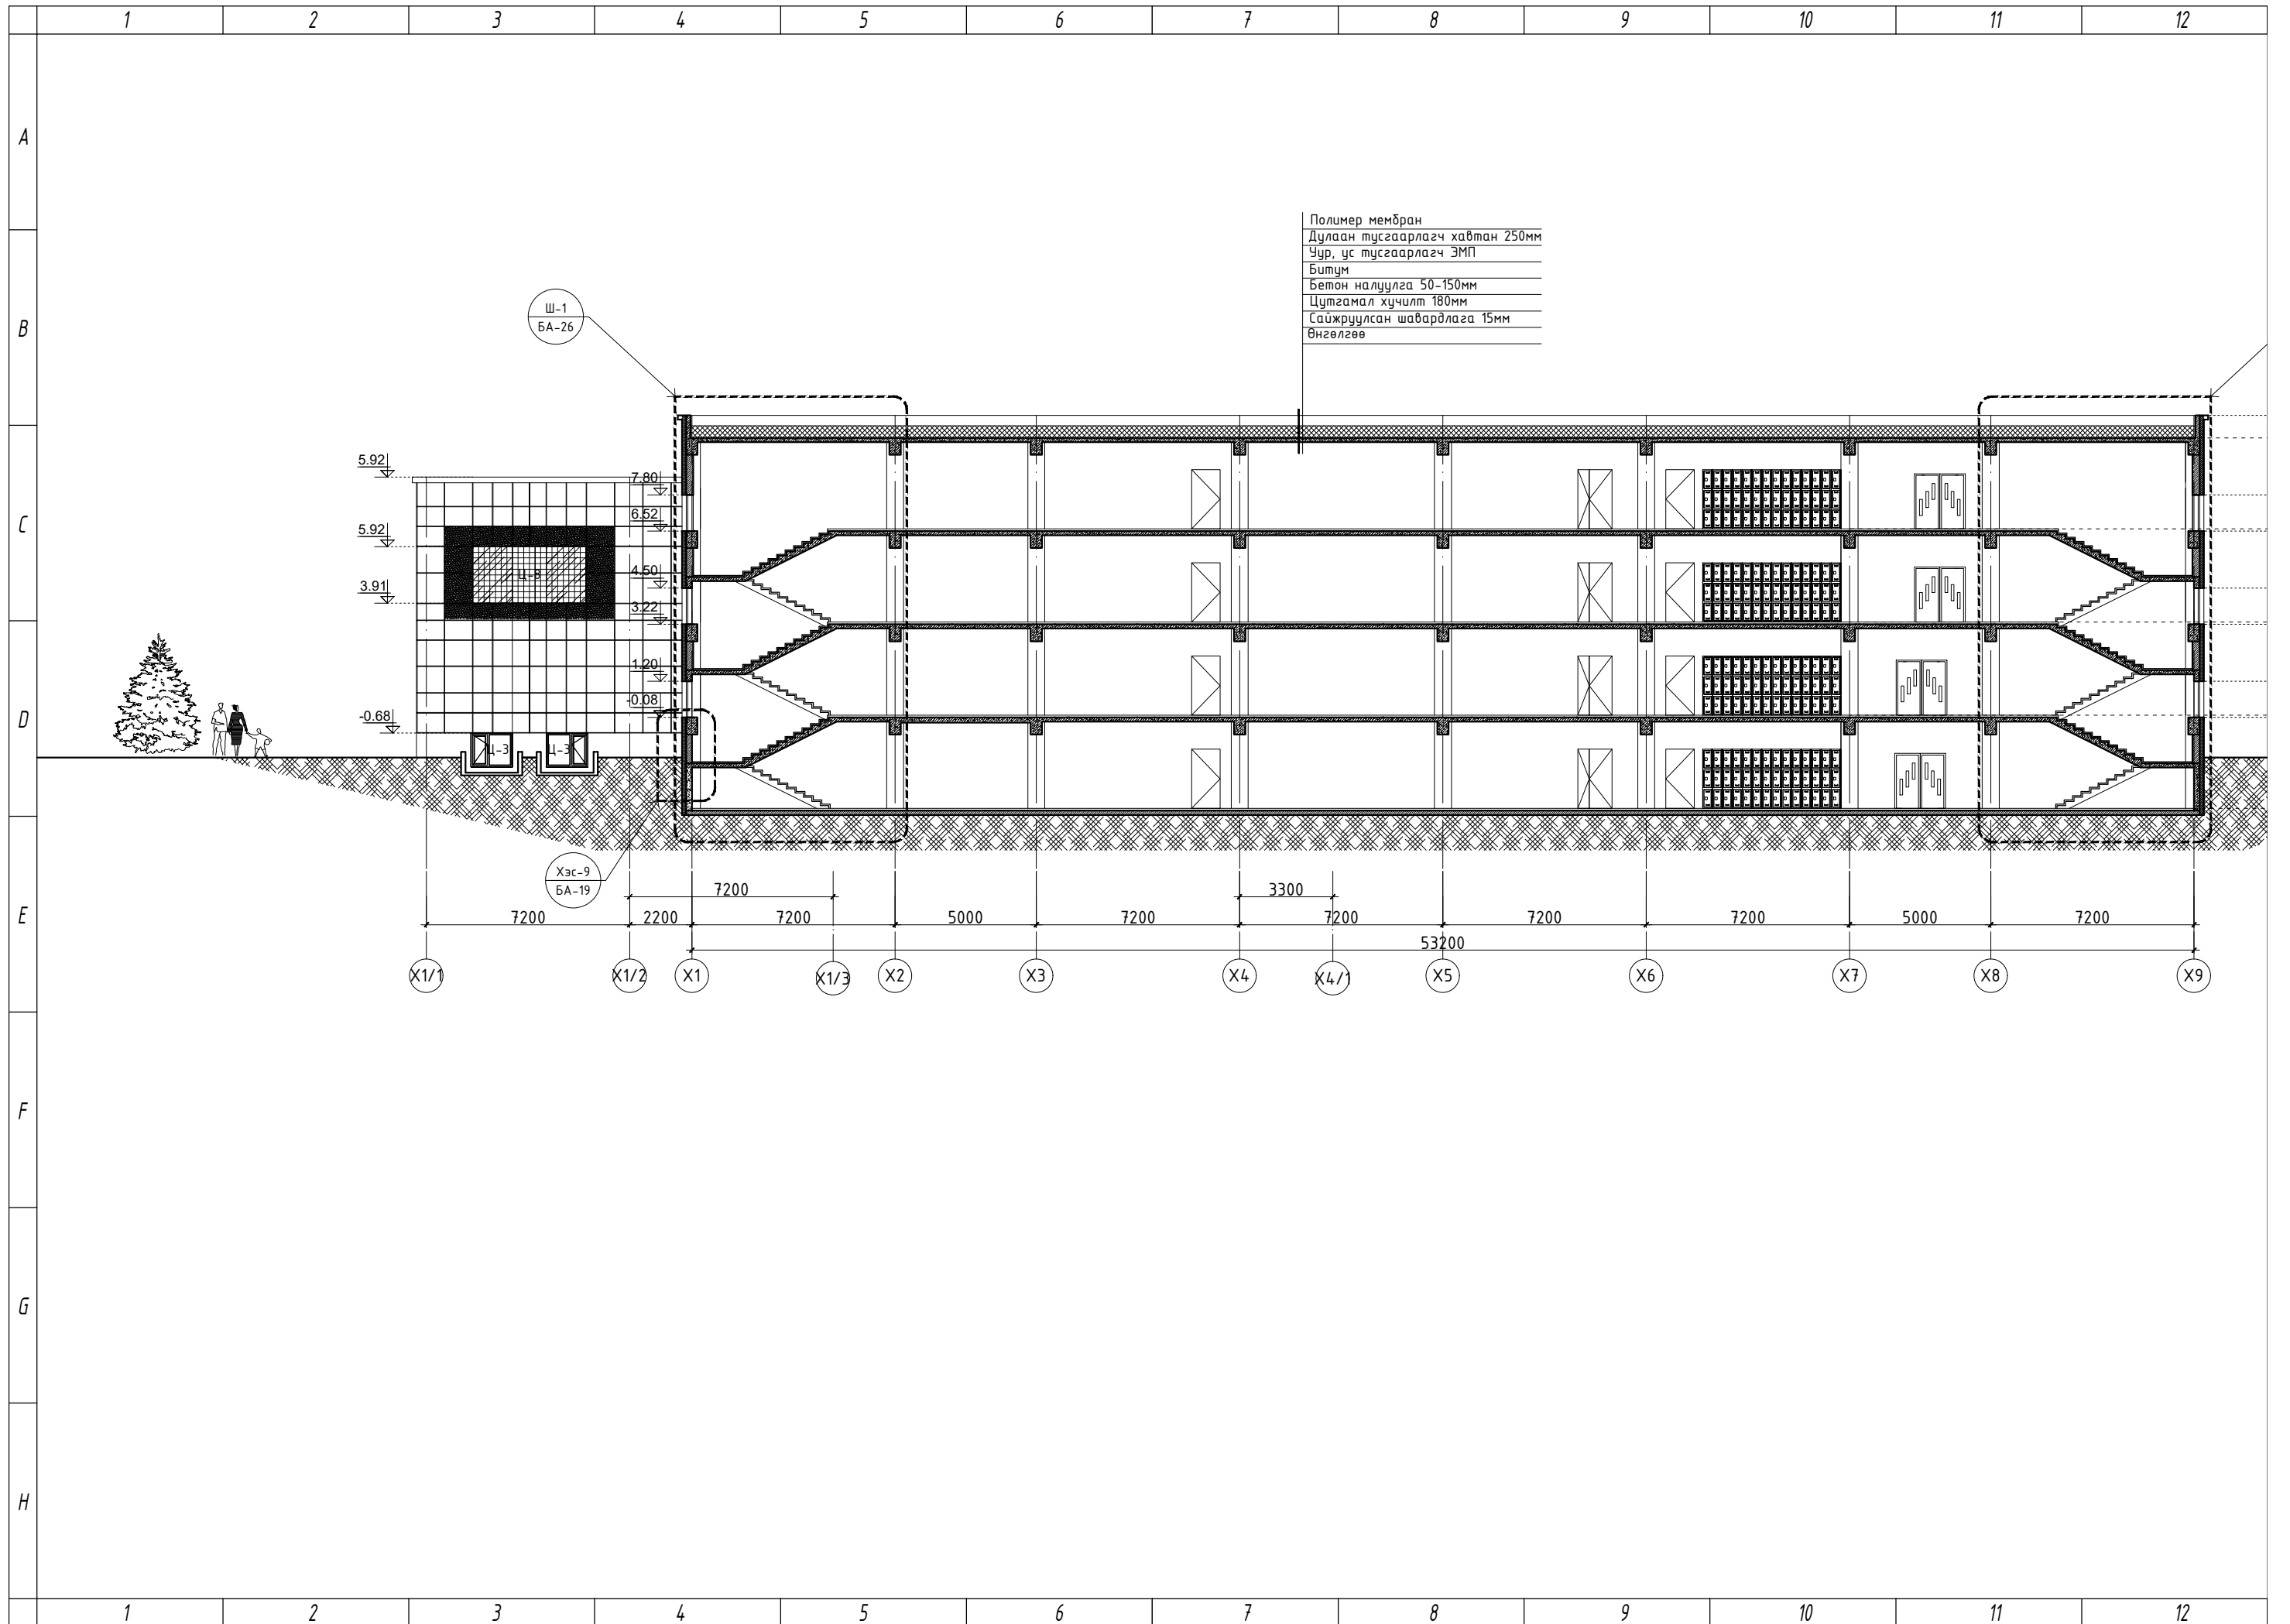 1 2 3 4 5 6 7 8 9 10 11 12
A
Полимер мембран
Дулаан тусгаарлагч хавтан 250мм
Уур, ус тусгаарлагч ЭМП
Битум
Бетон налуулга 50-150мм
Цутгамал хучилт 180мм
Сайжруулсан шавардлага 15мм
Өнгөлгөө
B
Ш-1
БА-26
5.92
7.80
C
6.52
5.92
Ц-8
4.50
3.91
3.22
1.20
-0.08
-0.68
D
Ц-3 Ц-3
Хэс-9
БА-19
7200 3300
E
7200 2200 7200 5000 7200 7200 7200 7200 5000 7200
53200
X1/1 X1/2 X1 X1/3 X2 X3 X4 X4/1 X5 X6 X7 X8 X9
F
G
H
1 2 3 4 5 6 7 8 9 10 11 12